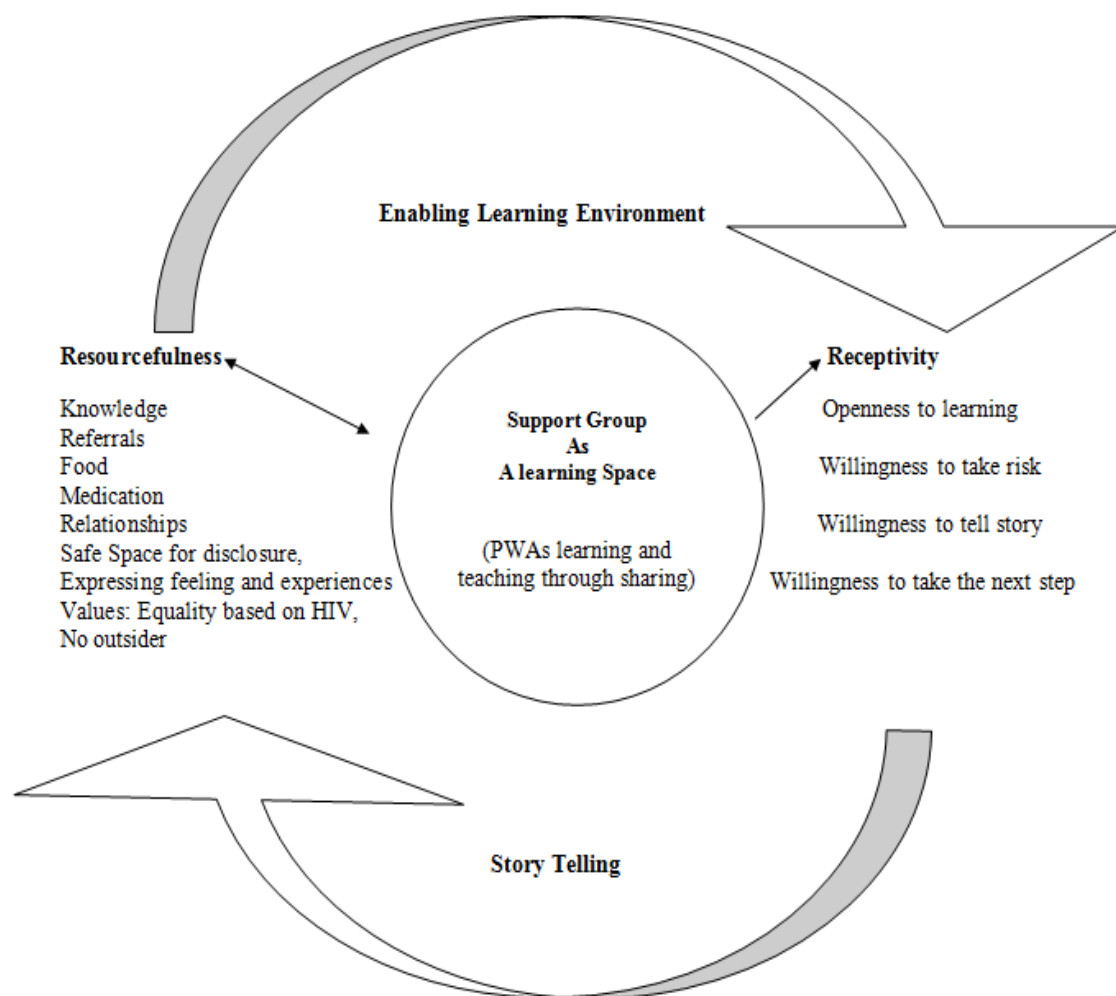 Enabling Learning Environment
Resourcefulness
Knowledge
Referrals
Food
Medication
Relationships
Safe Space for disclosure,
Expressing feeling and experiences
Values: Equality based on HIV,
No outsider
Support Group
As
A learning Space
(PWAs learning and
teaching through sharing)
Receptivity
Openness to learning
Willingness to take risk
Willingness to tell story
Willingness to take the next step
Story Telling